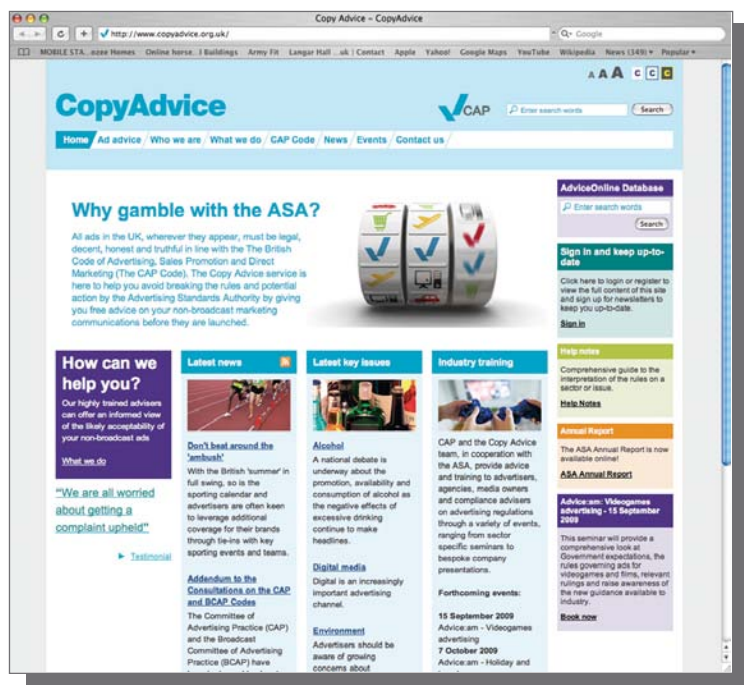 Copy Advice – CopyAdvice
http://www.copyadvice.org.uk/
Google
MOBILE STA...ozee Homes Online horse...l Buildings Army Fit Langar Hall ...uk | Contact Apple Yahoo! Google Maps YouTube Wikipedia News (349) Popular
A A A C C C
CopyAdvice
CAP
Enter search words
Search
Home Ad advice Who we are What we do CAP Code News Events Contact us
Why gamble with the ASA?
All ads in the UK, wherever they appear, must be legal,
decent, honest and truthful in line with the The British
Code of Advertising, Sales Promotion and Direct
Marketing (The CAP Code). The Copy Advice service is
here to help you avoid breaking the rules and potential
action by the Advertising Standards Authority by giving
you free advice on your non-broadcast marketing
communications before they are launched.
AdviceOnline Database
Enter search words
Search
Sign in and keep up-to-
date
Click here to login or register to
view the full content of this site
and sign up for newsletters to
keep you up-to-date.
Sign in
Help notes
Comprehensive guide to the
interpretation of the rules on a
sector or issue.
Help Notes
Annual Report
The ASA Annual Report is now
available online!
ASA Annual Report
Advice:am: Videogames
advertising - 15 September
2009
This seminar will provide a
comprehensive look at
Government expectations, the
rules governing ads for
videogames and films, relevant
rulings and raise awareness of
the new guidance available to
industry.
Book now
How can we
help you?
Our highly trained advisers
can offer an informed view
of the likely acceptability of
your non-broadcast ads
What we do
"We are all worried
about getting a
complaint upheld"
Testimonial
Latest news
Don't beat around the
'ambush'
With the British 'summer' in
full swing, so is the
sporting calendar and
advertisers are often keen
to leverage additional
coverage for their brands
through tie-ins with key
sporting events and teams.
Addendum to the
Consultations on the CAP
and BCAP Codes
The Committee of
Advertising Practice (CAP)
and the Broadcast
Committee of Advertising
Practice (BCAP) have
Latest key issues
Alcohol
A national debate is
underway about the
promotion, availability and
consumption of alcohol as
the negative effects of
excessive drinking
continue to make
headlines.
Digital media
Digital is an increasingly
important advertising
channel.
Environment
Advertisers should be
aware of growing
concerns about
Industry training
CAP and the Copy Advice
team, in cooperation with
the ASA, provide advice
and training to advertisers,
agencies, media owners
and compliance advisers
on advertising regulations
through a variety of events,
ranging from sector
specific seminars to
bespoke company
presentations.
Forthcoming events:
15 September 2009
Advice:am - Videogames
advertising
7 October 2009
Advice:am - Holiday and